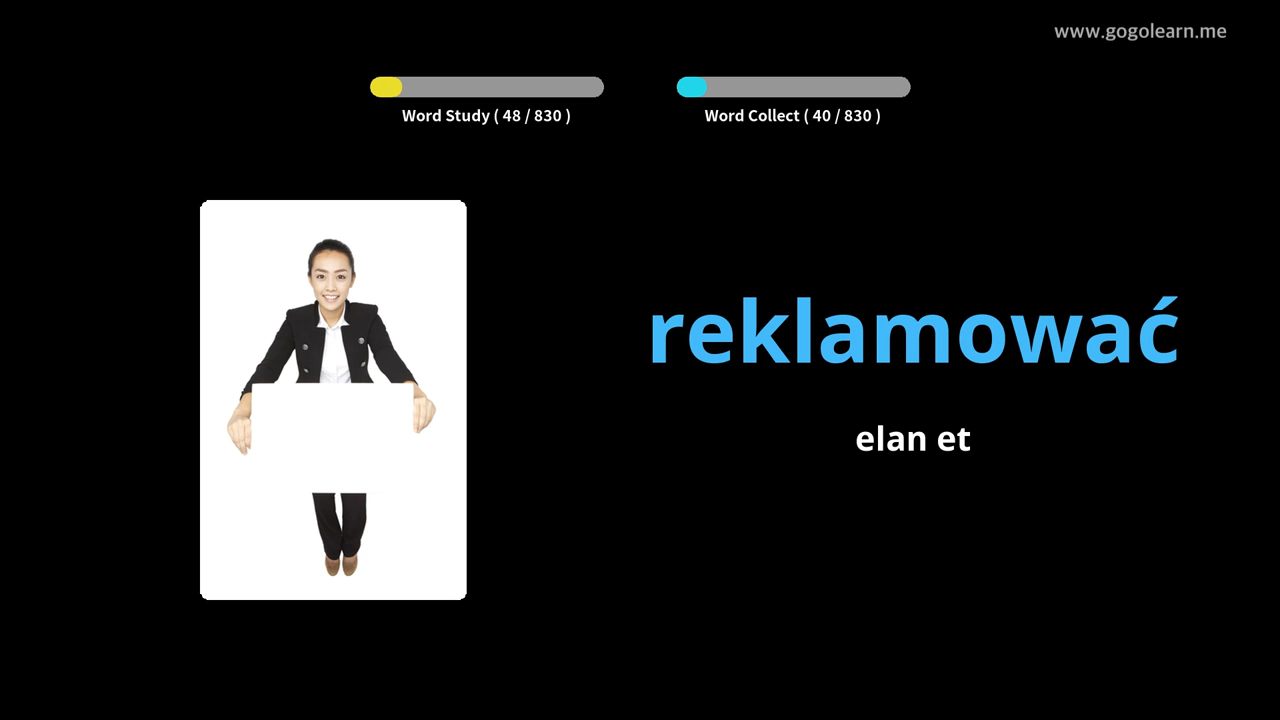 www.gogolearn.me
Word Study ( 48 / 830 )
Word Collect ( 40 / 830 )
reklamować
elan et